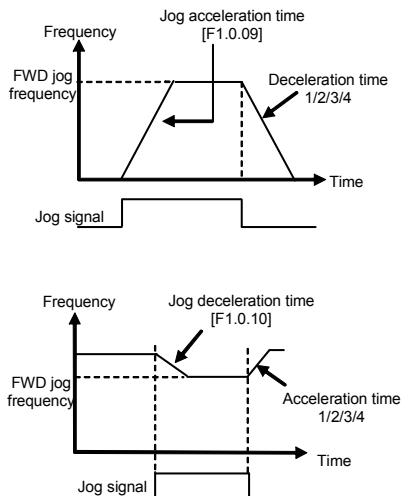 Jog acceleration time
[F1.0.09]
Frequency
FWD jog
frequency
Deceleration time
1/2/3/4
Time
Jog signal
Frequency
Jog deceleration time
[F1.0.10]
FWD jog
frequency
Acceleration time
1/2/3/4
Time
Jog signal